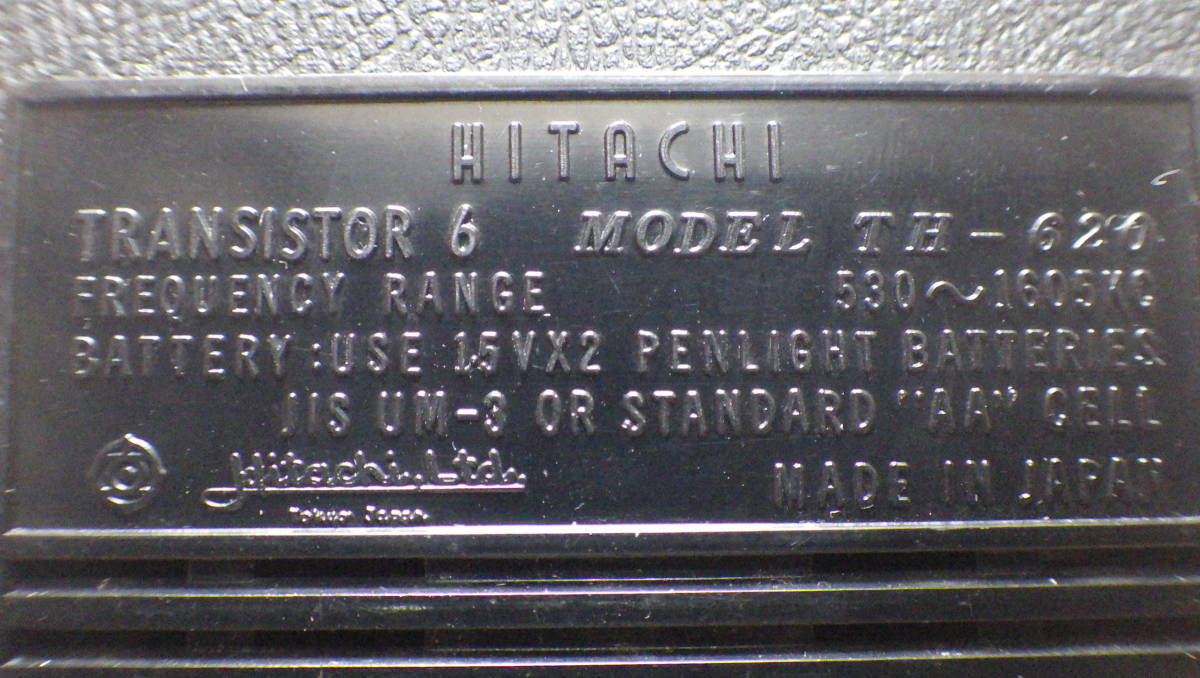 HITACHI
TRANSISTOR 6 MODEL TH-620
FREQUENCY RANGE 530~1605KC
BATTERY:USE 1.5VX2 PENLIGHT BATTERIES
JIS UM-3 OR STANDARD "AA" CELL
Hitachi, Ltd. MADE IN JAPAN
Tokyo Japan